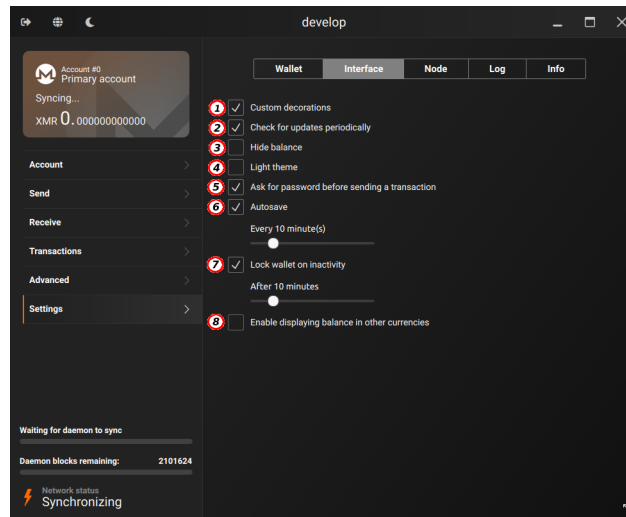 develop
Account #0
Primary account
Syncing...
XMR 0.000000000000
Account
Send
Receive
Transactions
Advanced
Settings
Waiting for daemon to sync
Daemon blocks remaining: 2101624
Network status
Synchronizing
Wallet Interface Node Log Info
1 Custom decorations
2 Check for updates periodically
3 Hide balance
4 Light theme
5 Ask for password before sending a transaction
6 Autosave
Every 10 minute(s)
7 Lock wallet on inactivity
After 10 minutes
8 Enable displaying balance in other currencies